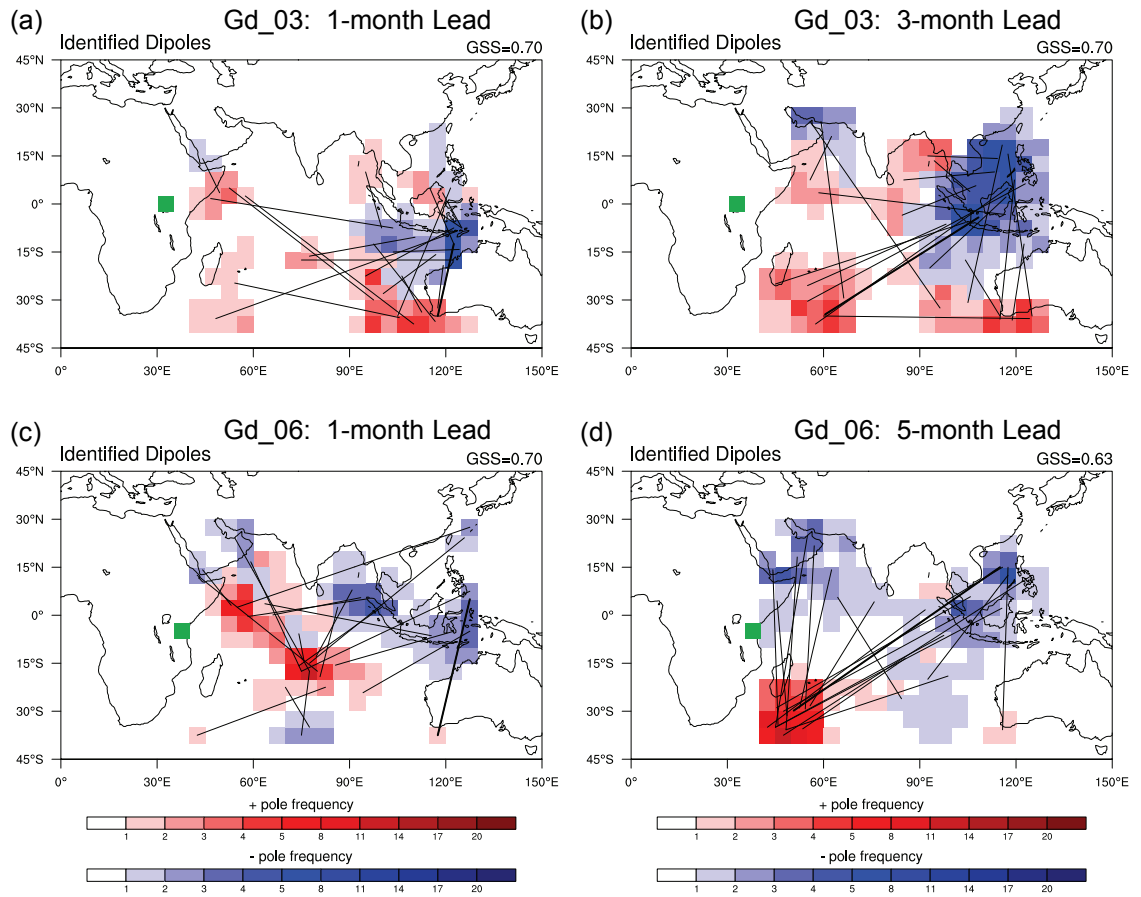 (a) Gd_03: 1-month Lead
Identified Dipoles GSS=0.70
45°N
30°N
15°N
0°
15°S
30°S
45°S
0° 30°E 60°E 90°E 120°E 150°E
(b) Gd_03: 3-month Lead
Identified Dipoles GSS=0.70
45°N
30°N
15°N
0°
15°S
30°S
45°S
0° 30°E 60°E 90°E 120°E 150°E
(c) Gd_06: 1-month Lead
Identified Dipoles GSS=0.70
45°N
30°N
15°N
0°
15°S
30°S
45°S
0° 30°E 60°E 90°E 120°E 150°E
+ pole frequency
1 2 3 4 5 8 11 14 17 20
- pole frequency
1 2 3 4 5 8 11 14 17 20
(d) Gd_06: 5-month Lead
Identified Dipoles GSS=0.63
45°N
30°N
15°N
0°
15°S
30°S
45°S
0° 30°E 60°E 90°E 120°E 150°E
+ pole frequency
1 2 3 4 5 8 11 14 17 20
- pole frequency
1 2 3 4 5 8 11 14 17 20